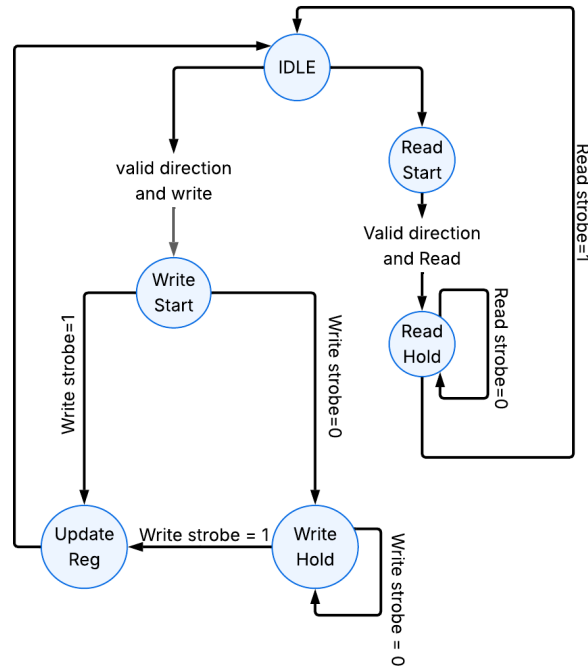 IDLE
Read
Start
valid direction
and write
Valid direction
and Read
Write
Start
Read
Hold
Read strobe=0
Read strobe=1
Write strobe=1
Write strobe=0
Update
Reg
Write strobe = 1
Write
Hold
Write strobe = 0